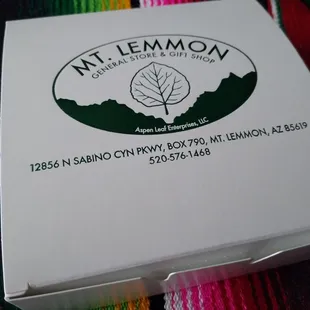 MT. LEMMON
GENERAL STORE & GIFT SHOP
Aspen Leaf Enterprises, LLC
12856 N SABINO CYN PKWY, BOX 790, MT. LEMMON, AZ 85619
520-576-1468